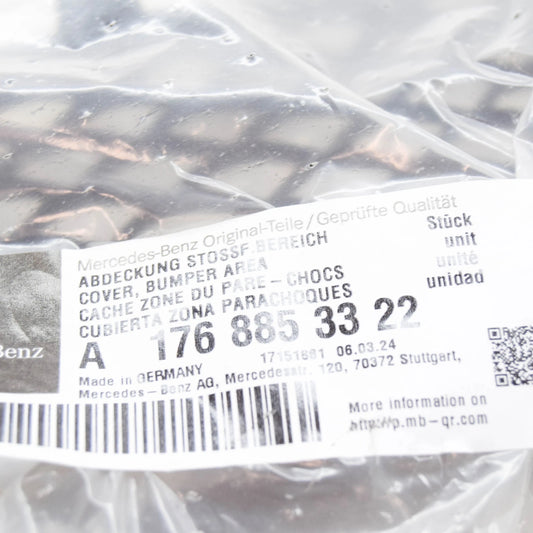 Mercedes-Benz Original-Teile/Geprüfte Qualität
ABDECKUNG STOSSF.BEREICH Stück
COVER, BUMPER AREA unit
CACHE ZONE DU PARE-CHOCS unité
CUBIERTA ZONA PARACHOQUES unidad
A 176 885 33 22
17151681 06.03.24
Made in GERMANY
Mercedes-Benz AG, Mercedesstr. 120, 70372 Stuttgart,
Benz
More information on
http://p.mb-qr.com